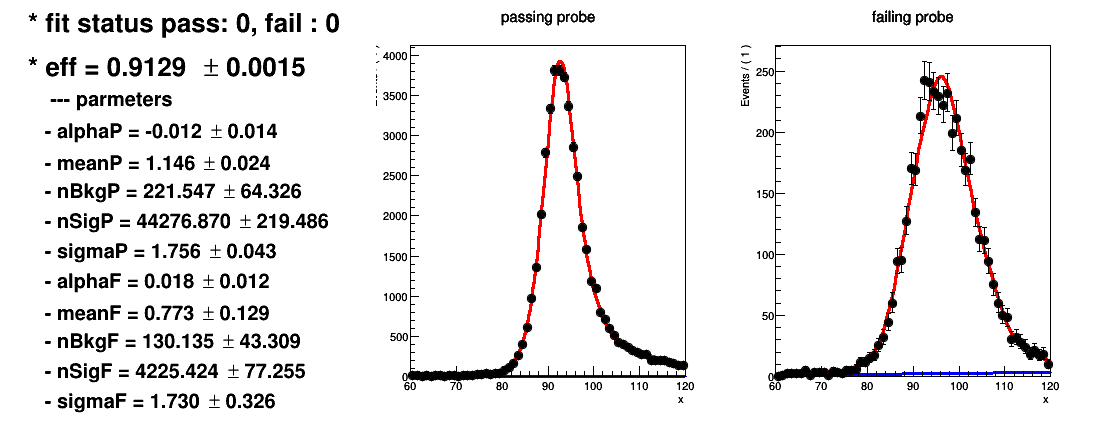 * fit status pass: 0, fail : 0
* eff = 0.9129 ± 0.0015
--- parmeters
- alphaP = -0.012 ± 0.014
- meanP = 1.146 ± 0.024
- nBkgP = 221.547 ± 64.326
- nSigP = 44276.870 ± 219.486
- sigmaP = 1.756 ± 0.043
- alphaF = 0.018 ± 0.012
- meanF = 0.773 ± 0.129
- nBkgF = 130.135 ± 43.309
- nSigF = 4225.424 ± 77.255
- sigmaF = 1.730 ± 0.326
passing probe
4000
3500
3000
2500
2000
1500
1000
500
0
60 70 80 90 100 110 120
x
failing probe
Events / ( 1 )
250
200
150
100
50
0
60 70 80 90 100 110 120
x